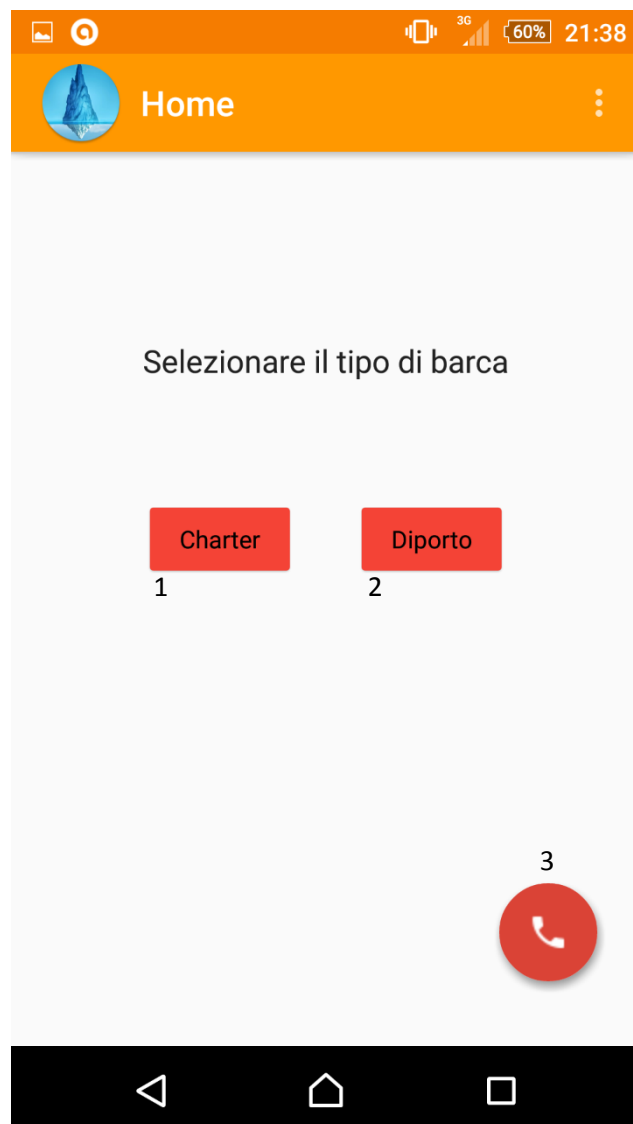 3G 60% 21:38
Home
Selezionare il tipo di barca
Charter Diporto
1 2
3